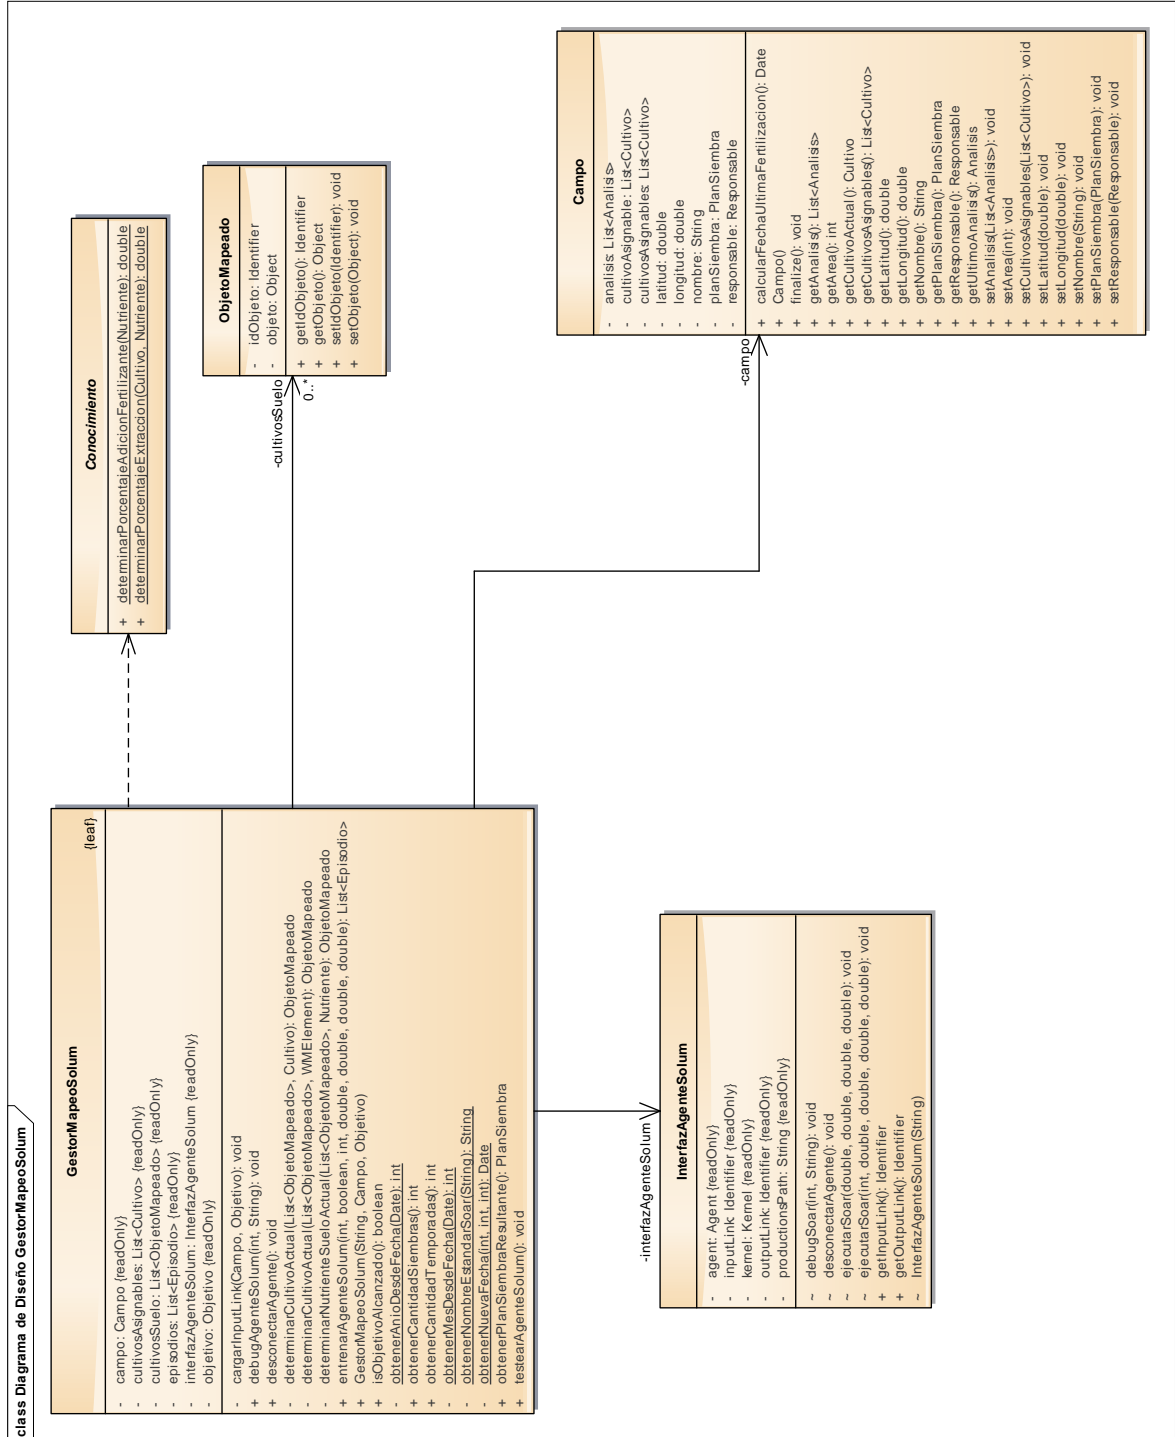 class Diagrama de Diseño GestorMapeoSolum
GestorMapeoSolum
{leaf}
- campo: Campo {readOnly}
- cultivosAsignables: List<Cultivo> {readOnly}
- cultivosSuelo: List<ObjetoMapeado> {readOnly}
- episodios: List<Episodio> {readOnly}
- interfazAgenteSolum: InterfazAgenteSolum {readOnly}
- objetivo: Objetivo {readOnly}
- cargarInputLink(Campo, Objetivo): void
+ debugAgenteSolum(int, String): void
+ desconectarAgente(): void
- determinarCultivoActual(List<ObjetoMapeado>, Cultivo): ObjetoMapeado
- determinarCultivoActual(List<ObjetoMapeado>, WMElement): ObjetoMapeado
- determinarNutrienteSueloActual(List<ObjetoMapeado>, Nutriente): ObjetoMapeado
+ entrenarAgenteSolum(int, boolean, int, double, double, double): List<Episodio>
+ GestorMapeoSolum(String, Campo, Objetivo)
+ isObjetivoAlcanzado(): boolean
- obtenerAnioDesdeFecha(Date): int
+ obtenerCantidadSiembras(): int
+ obtenerCantidadTemporadas(): int
- obtenerMesDesdeFecha(Date): int
- obtenerNombreEstandarSoar(String): String
- obtenerNuevaFecha(int, int, int): Date
+ obtenerPlanSiembraResultante(): PlanSiembra
+ testearAgenteSolum(): void
Conocimiento
+ determinarPorcentajeAdicionFertilizante(Nutriente): double
+ determinarPorcentajeExtraccion(Cultivo, Nutriente): double
ObjetoMapeado
- idObjeto: Identifier
- objeto: Object
+ getIdObjeto(): Identifier
+ getObjeto(): Object
+ setIdObjeto(Identifier): void
+ setObjeto(Object): void
-cultivosSuelo
0..*
Campo
- analisis: List<Analisis>
- cultivoAsignable: List<Cultivo>
- cultivosAsignables: List<Cultivo>
- latitud: double
- longitud: double
- nombre: String
- planSiembra: PlanSiembra
- responsable: Responsable
+ calcularFechaUltimaFertilizacion(): Date
+ Campo()
+ finalize(): void
+ getAnalisis(): List<Analisis>
+ getArea(): int
+ getCultivoActual(): Cultivo
+ getCultivosAsignables(): List<Cultivo>
+ getLatitud(): double
+ getLongitud(): double
+ getNombre(): String
+ getPlanSiembra(): PlanSiembra
+ getResponsable(): Responsable
+ getUltimoAnalisis(): Analisis
+ setAnalisis(List<Analisis>): void
+ setArea(int): void
+ setCultivosAsignables(List<Cultivo>): void
+ setLatitud(double): void
+ setLongitud(double): void
+ setNombre(String): void
+ setPlanSiembra(PlanSiembra): void
+ setResponsable(Responsable): void
-campo
-interfazAgenteSolum
InterfazAgenteSolum
- agent: Agent {readOnly}
- inputLink: Identifier {readOnly}
- kernel: Kernel {readOnly}
- outputLink: Identifier {readOnly}
- productionsPath: String {readOnly}
~ debugSoar(int, String): void
~ desconectarAgente(): void
~ ejecutarSoar(double, double, double): void
~ ejecutarSoar(int, double, double, double): void
+ getInputLink(): Identifier
+ getOutputLink(): Identifier
~ InterfazAgenteSolum(String)